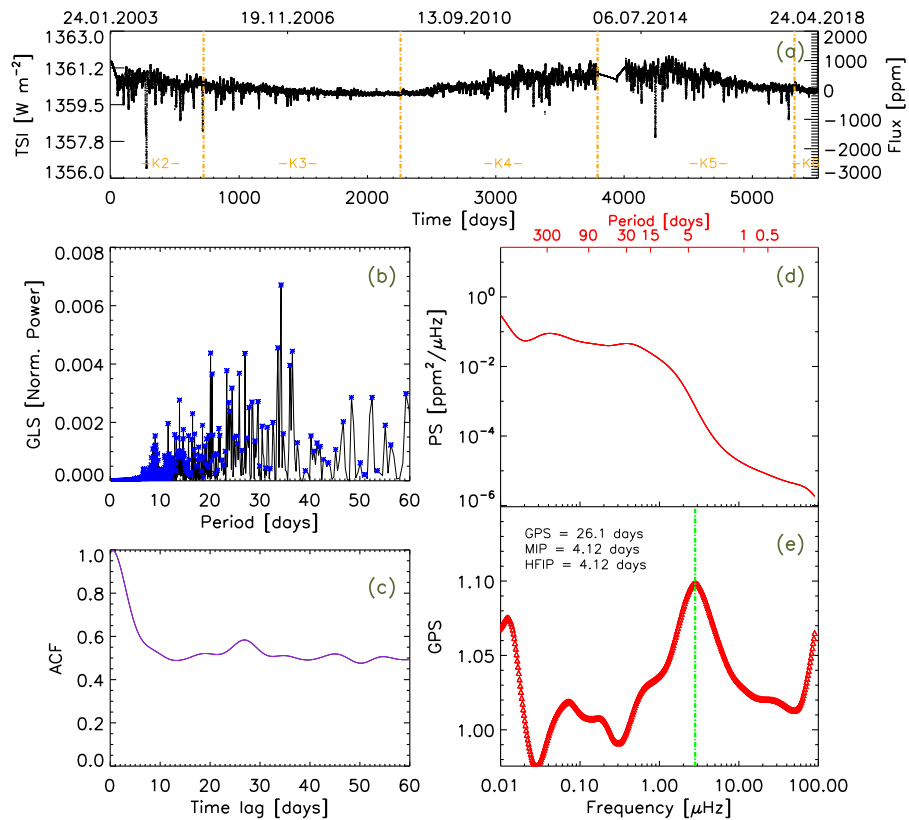 24.01.2003 19.11.2006 13.09.2010 06.07.2014 24.04.2018
1363.0
1361.2
1359.5
1357.8
1356.0
TSI [W m−2]
(a)
2000
1000
0
−1000
−2000
−3000
Flux [ppm]
−K2− −K3− −K4− −K5−
0 1000 2000 3000 4000 5000
Time [days]
Period [days]
300 90 30 15 5 1 0.5
0.008
0.006
0.004
0.002
0.000
GLS [Norm. Power]
(b)
0 10 20 30 40 50 60
Period [days]
(d)
10^0
10^−2
10^−4
10^−6
PS [ppm2/μHz]
1.0
0.8
0.6
0.4
0.2
0.0
ACF
(c)
0 10 20 30 40 50 60
Time lag [days]
GPS = 26.1 days
MIP = 4.12 days
HFIP = 4.12 days
(e)
1.10
1.05
1.00
GPS
0.01 0.10 1.00 10.00 100.00
Frequency [μHz]